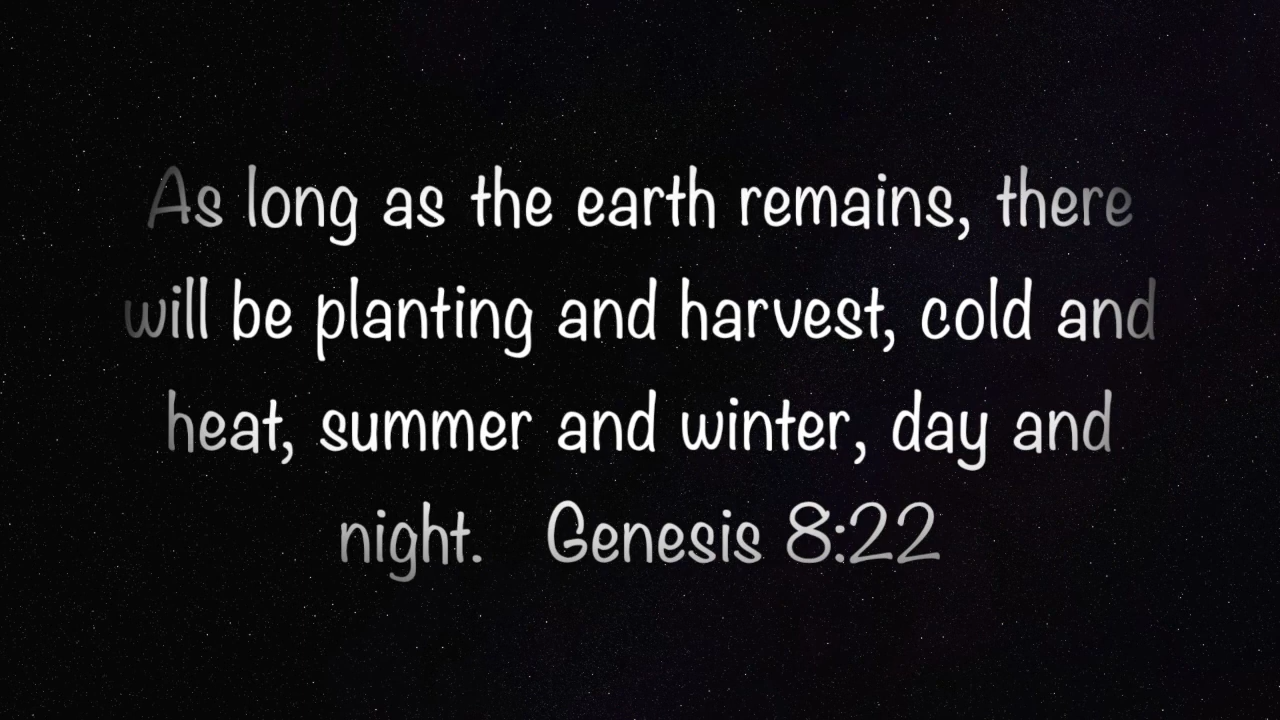 As long as the earth remains, there
will be planting and harvest, cold and
heat, summer and winter, day and
night. Genesis 8:22